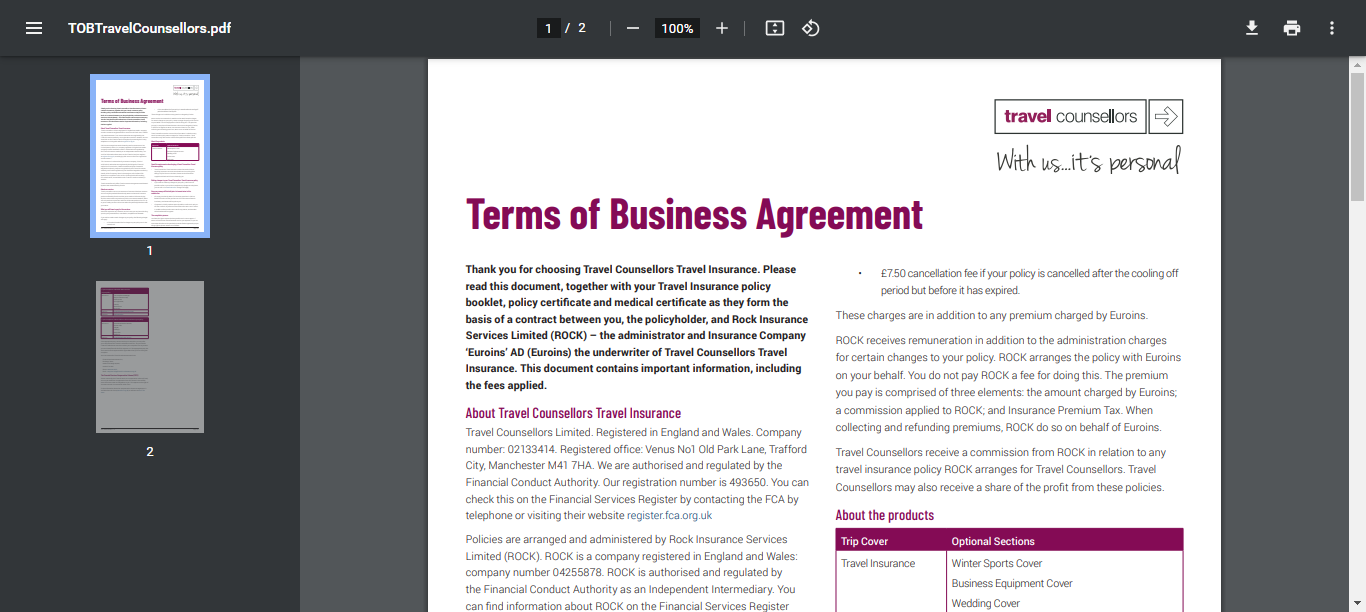 TOBTravelCounsellors.pdf
1 / 2
100%
1
2
travel counsellors
With us...it's personal
Terms of Business Agreement
Thank you for choosing Travel Counsellors Travel Insurance. Please
read this document, together with your Travel Insurance policy
booklet, policy certificate and medical certificate as they form the
basis of a contract between you, the policyholder, and Rock Insurance
Services Limited (ROCK) – the administrator and Insurance Company
‘Euroins’ AD (Euroins) the underwriter of Travel Counsellors Travel
Insurance. This document contains important information, including
the fees applied.
About Travel Counsellors Travel Insurance
Travel Counsellors Limited. Registered in England and Wales. Company
number: 02133414. Registered office: Venus No1 Old Park Lane, Trafford
City, Manchester M41 7HA. We are authorised and regulated by the
Financial Conduct Authority. Our registration number is 493650. You can
check this on the Financial Services Register by contacting the FCA by
telephone or visiting their website register.fca.org.uk
Policies are arranged and administered by Rock Insurance Services
Limited (ROCK). ROCK is a company registered in England and Wales:
company number 04255878. ROCK is authorised and regulated by
the Financial Conduct Authority as an Independent Intermediary. You
can find information about ROCK on the Financial Services Register
• £7.50 cancellation fee if your policy is cancelled after the cooling off
period but before it has expired.
These charges are in addition to any premium charged by Euroins.
ROCK receives remuneration in addition to the administration charges
for certain changes to your policy. ROCK arranges the policy with Euroins
on your behalf. You do not pay ROCK a fee for doing this. The premium
you pay is comprised of three elements: the amount charged by Euroins;
a commission applied to ROCK; and Insurance Premium Tax. When
collecting and refunding premiums, ROCK do so on behalf of Euroins.
Travel Counsellors receive a commission from ROCK in relation to any
travel insurance policy ROCK arranges for Travel Counsellors. Travel
Counsellors may also receive a share of the profit from these policies.
About the products
Trip Cover Optional Sections
Travel Insurance Winter Sports Cover
Business Equipment Cover
Wedding Cover